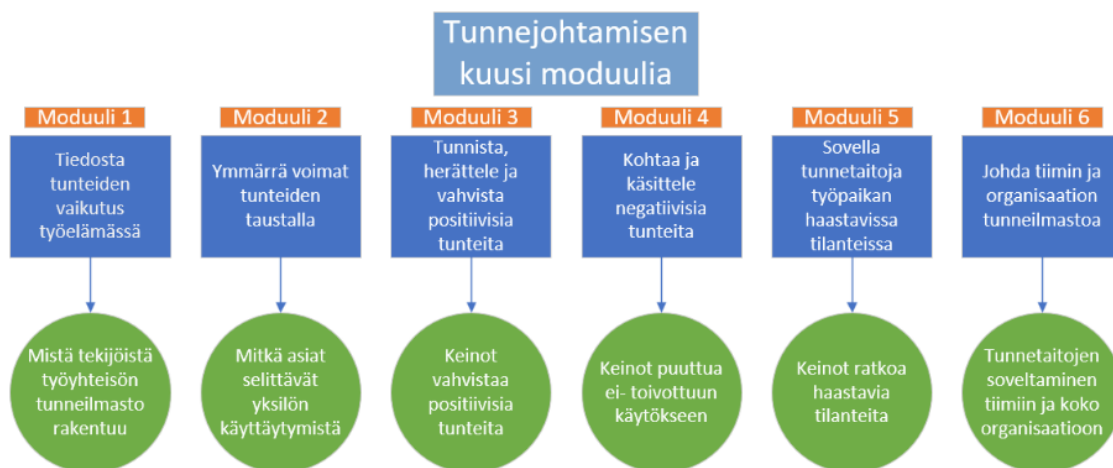 Tunnejohtamisen
kuusi moduulia
Moduuli 1
Tiedosta
tunteiden
vaikutus
työelämässä
Mistä tekijöistä
työyhteisön
tunneilmasto
rakentuu
Moduuli 2
Ymmärrä voimat
tunteiden
taustalla
Mitkä asiat
selittävät
yksilön
käyttäytymistä
Moduuli 3
Tunnista,
herättele ja
vahvista
positiivisia
tunteita
Keinot
vahvistaa
positiivisia
tunteita
Moduuli 4
Kohtaa ja
käsittele
negatiivisia
tunteita
Keinot puuttua
ei- toivottuun
käytökseen
Moduuli 5
Sovella
tunnetaitoja
työpaikan
haastavissa
tilanteissa
Keinot ratkoa
haastavia
tilanteita
Moduuli 6
Johda tiimin ja
organisaation
tunneilmastoa
Tunnetaitojen
soveltaminen
tiimiin ja koko
organisaatioon